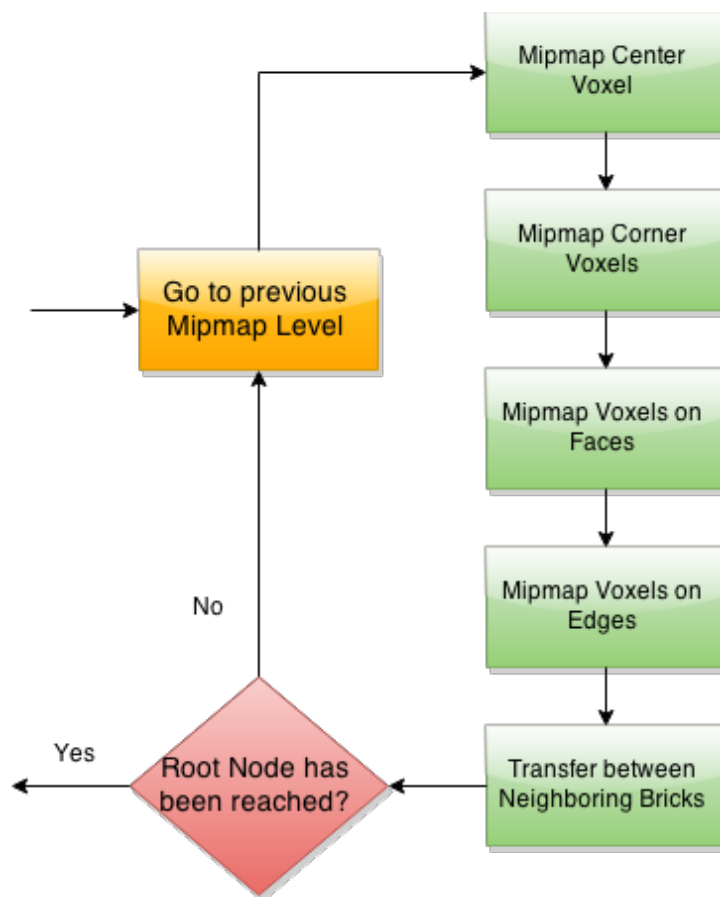 Mipmap Center
Voxel
Mipmap Corner
Voxels
Go to previous
Mipmap Level
Mipmap Voxels on
Faces
Mipmap Voxels on
Edges
No
Yes
Root Node has
been reached?
Transfer between
Neighboring Bricks